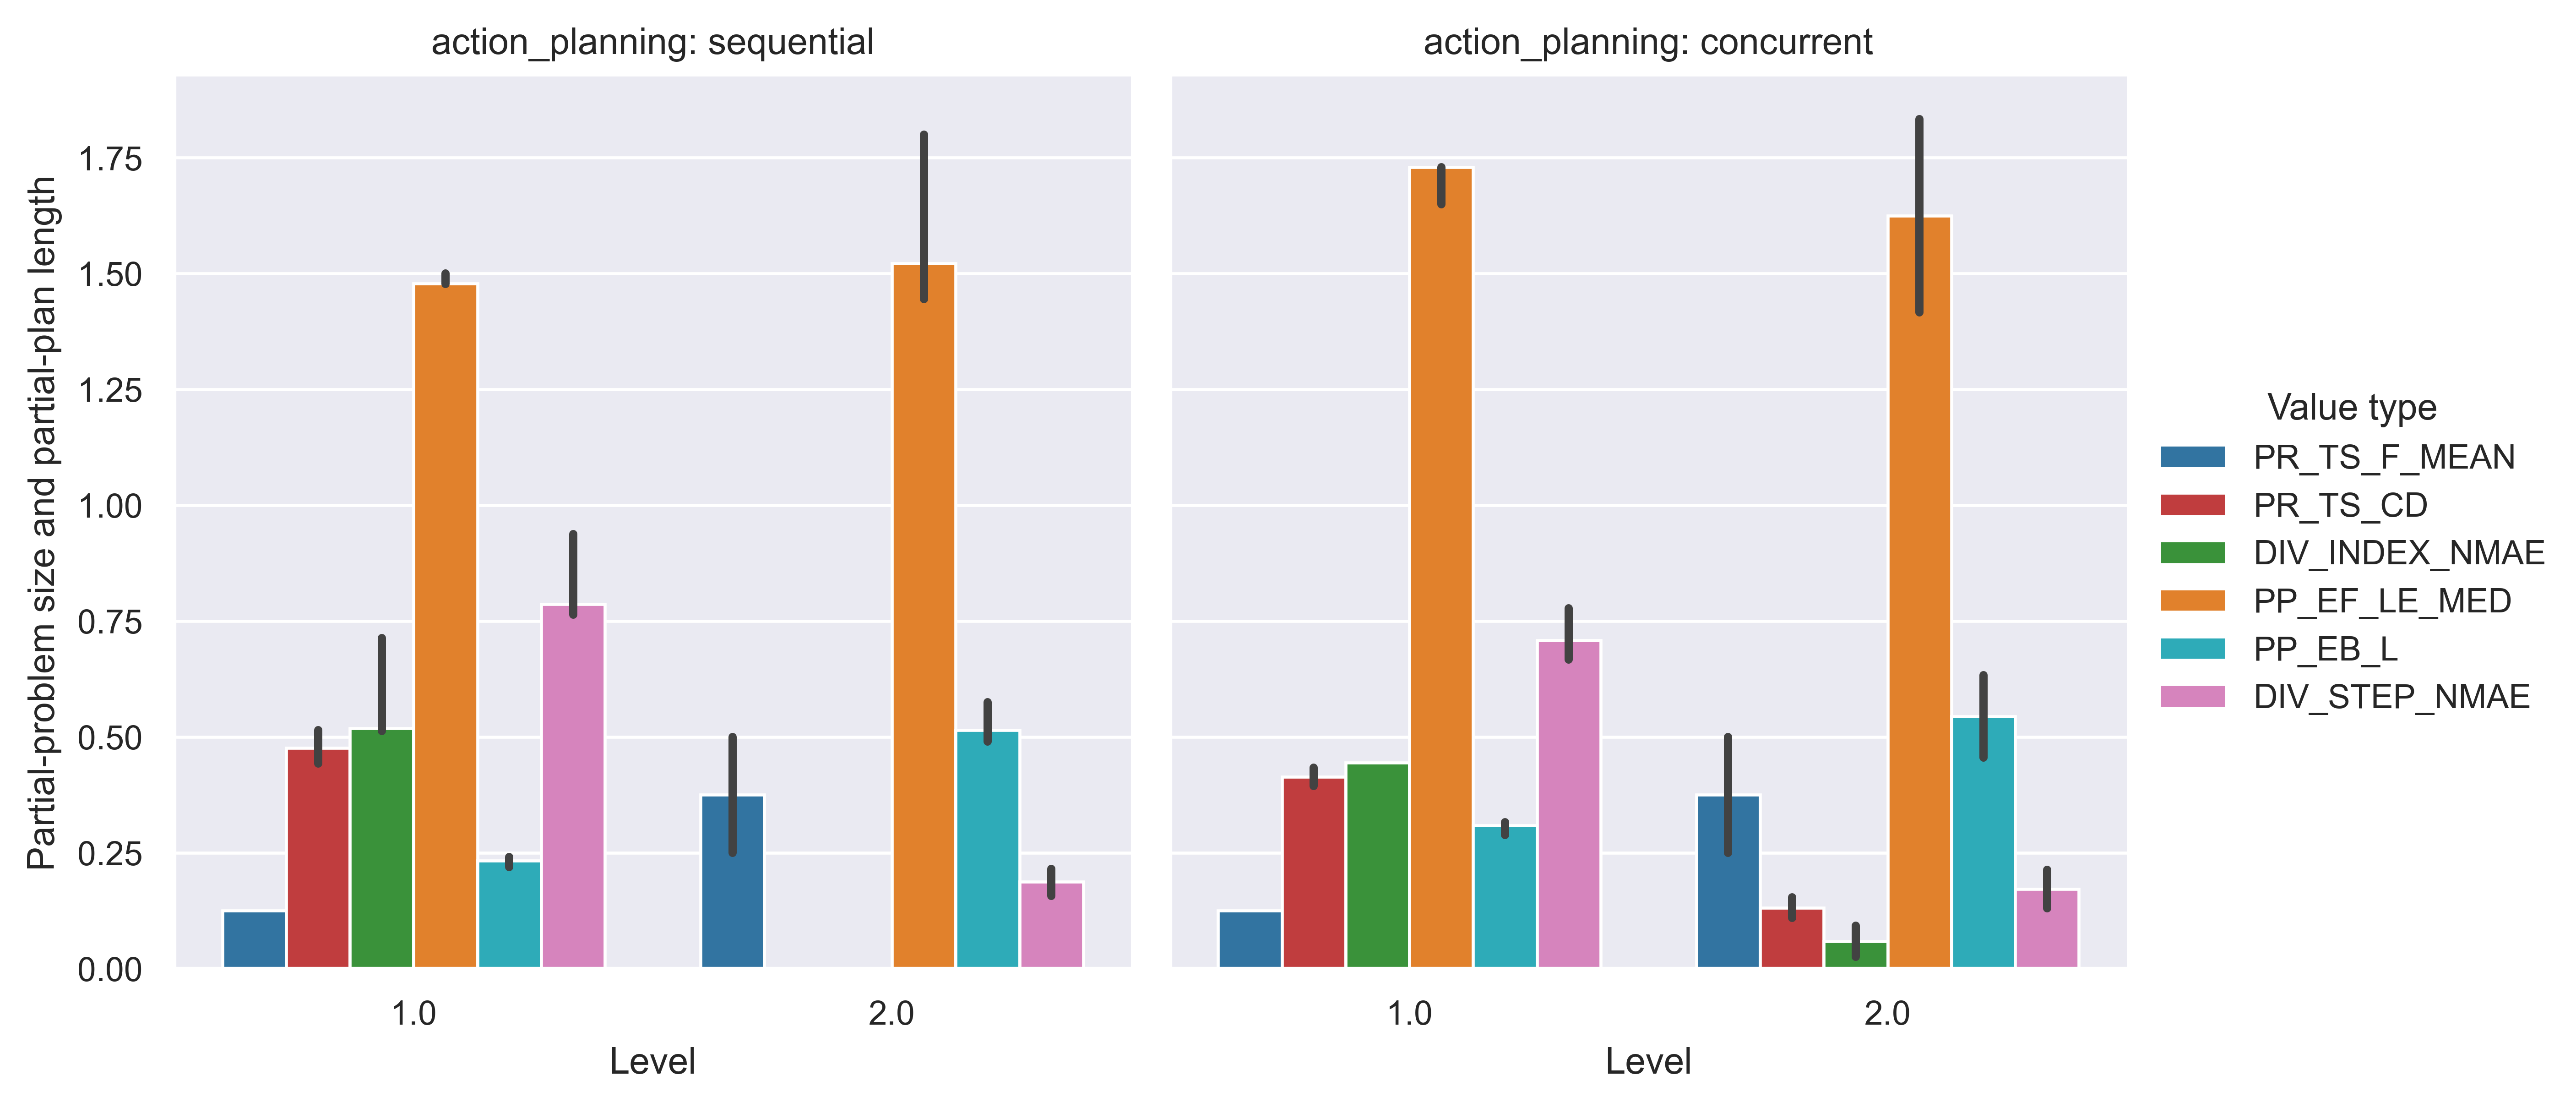 action_planning: sequential
action_planning: concurrent
Partial-problem size and partial-plan length
1.75
1.50
1.25
1.00
0.75
0.50
0.25
0.00
1.0
2.0
1.0
2.0
Level
Level
Value type
PR_TS_F_MEAN
PR_TS_CD
DIV_INDEX_NMAE
PP_EF_LE_MED
PP_EB_L
DIV_STEP_NMAE